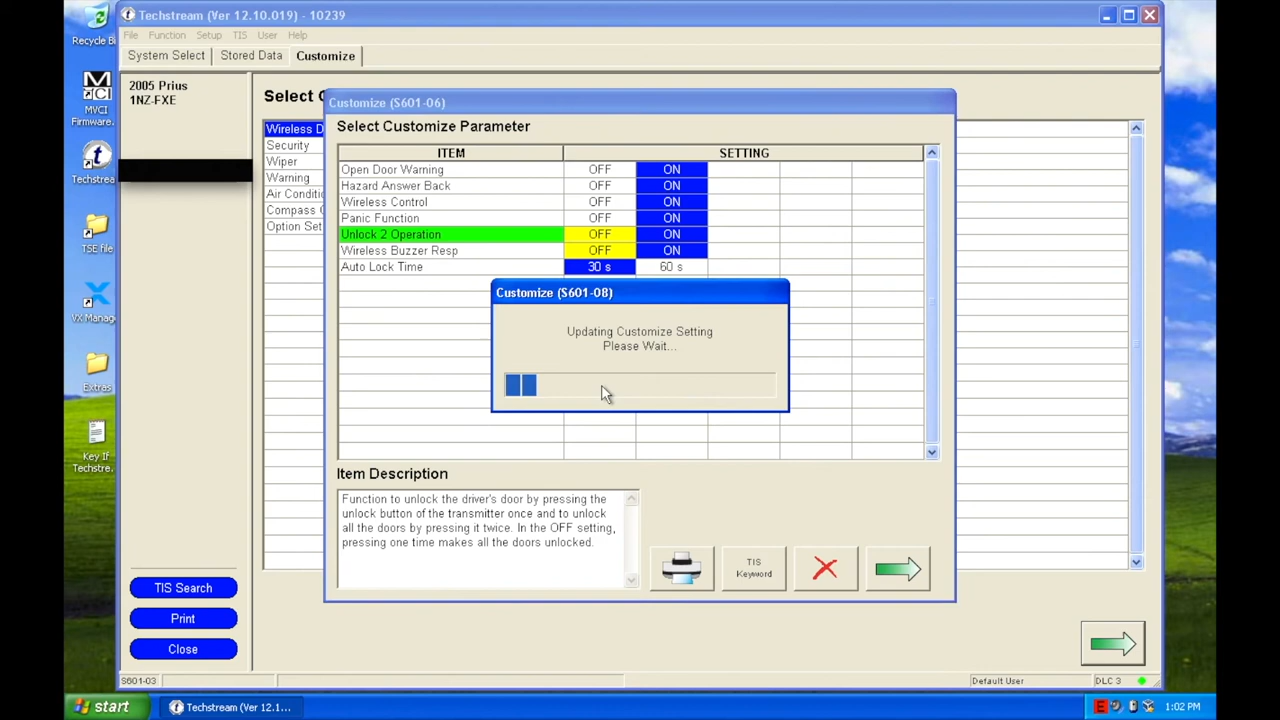 Recycle B
MVCI
Firmware...
Techstream
TSE file
VX Manag
Extras
Key If
Techstre..
Techstream (Ver 12.10.019) - 10239
File Function Setup TIS User Help
System Select Stored Data Customize
2005 Prius
1NZ-FXE
Select C
Wireless D
Security
Wiper
Warning
Air Conditi
Compass C
Option Set
Customize (S601-06)
Select Customize Parameter
ITEM SETTING
Open Door Warning OFF ON
Hazard Answer Back OFF ON
Wireless Control OFF ON
Panic Function OFF ON
Unlock 2 Operation OFF ON
Wireless Buzzer Resp OFF ON
Auto Lock Time 30 s 60 s
Customize (S601-08)
Updating Customize Setting
Please Wait...
Item Description
Function to unlock the driver's door by pressing the
unlock button of the transmitter once and to unlock
all the doors by pressing it twice. In the OFF setting,
pressing one time makes all the doors unlocked.
TIS
Keyword
TIS Search
Print
Close
S601-03 Default User DLC 3
start Techstream (Ver 12.1... 1:02 PM